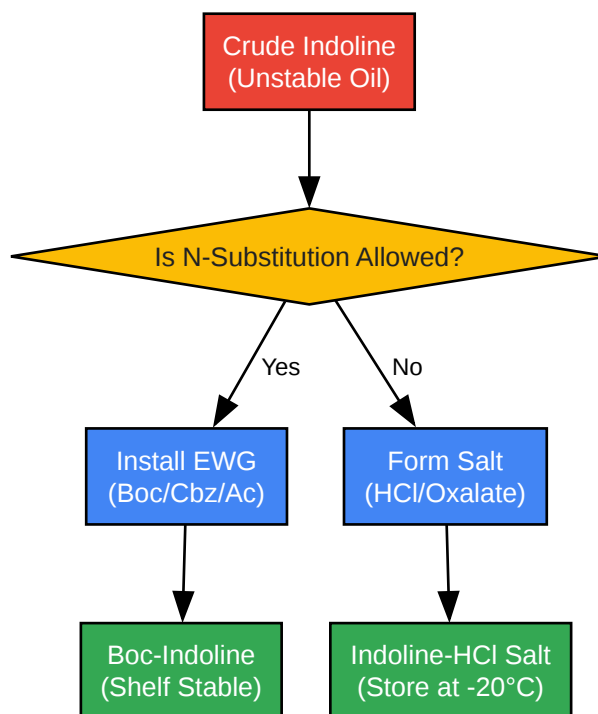 Crude Indoline
(Unstable Oil)
Is N-Substitution Allowed?
Yes
No
Install EWG
(Boc/Cbz/Ac)
Form Salt
(HCl/Oxalate)
Boc-Indoline
(Shelf Stable)
Indoline-HCl Salt
(Store at -20°C)